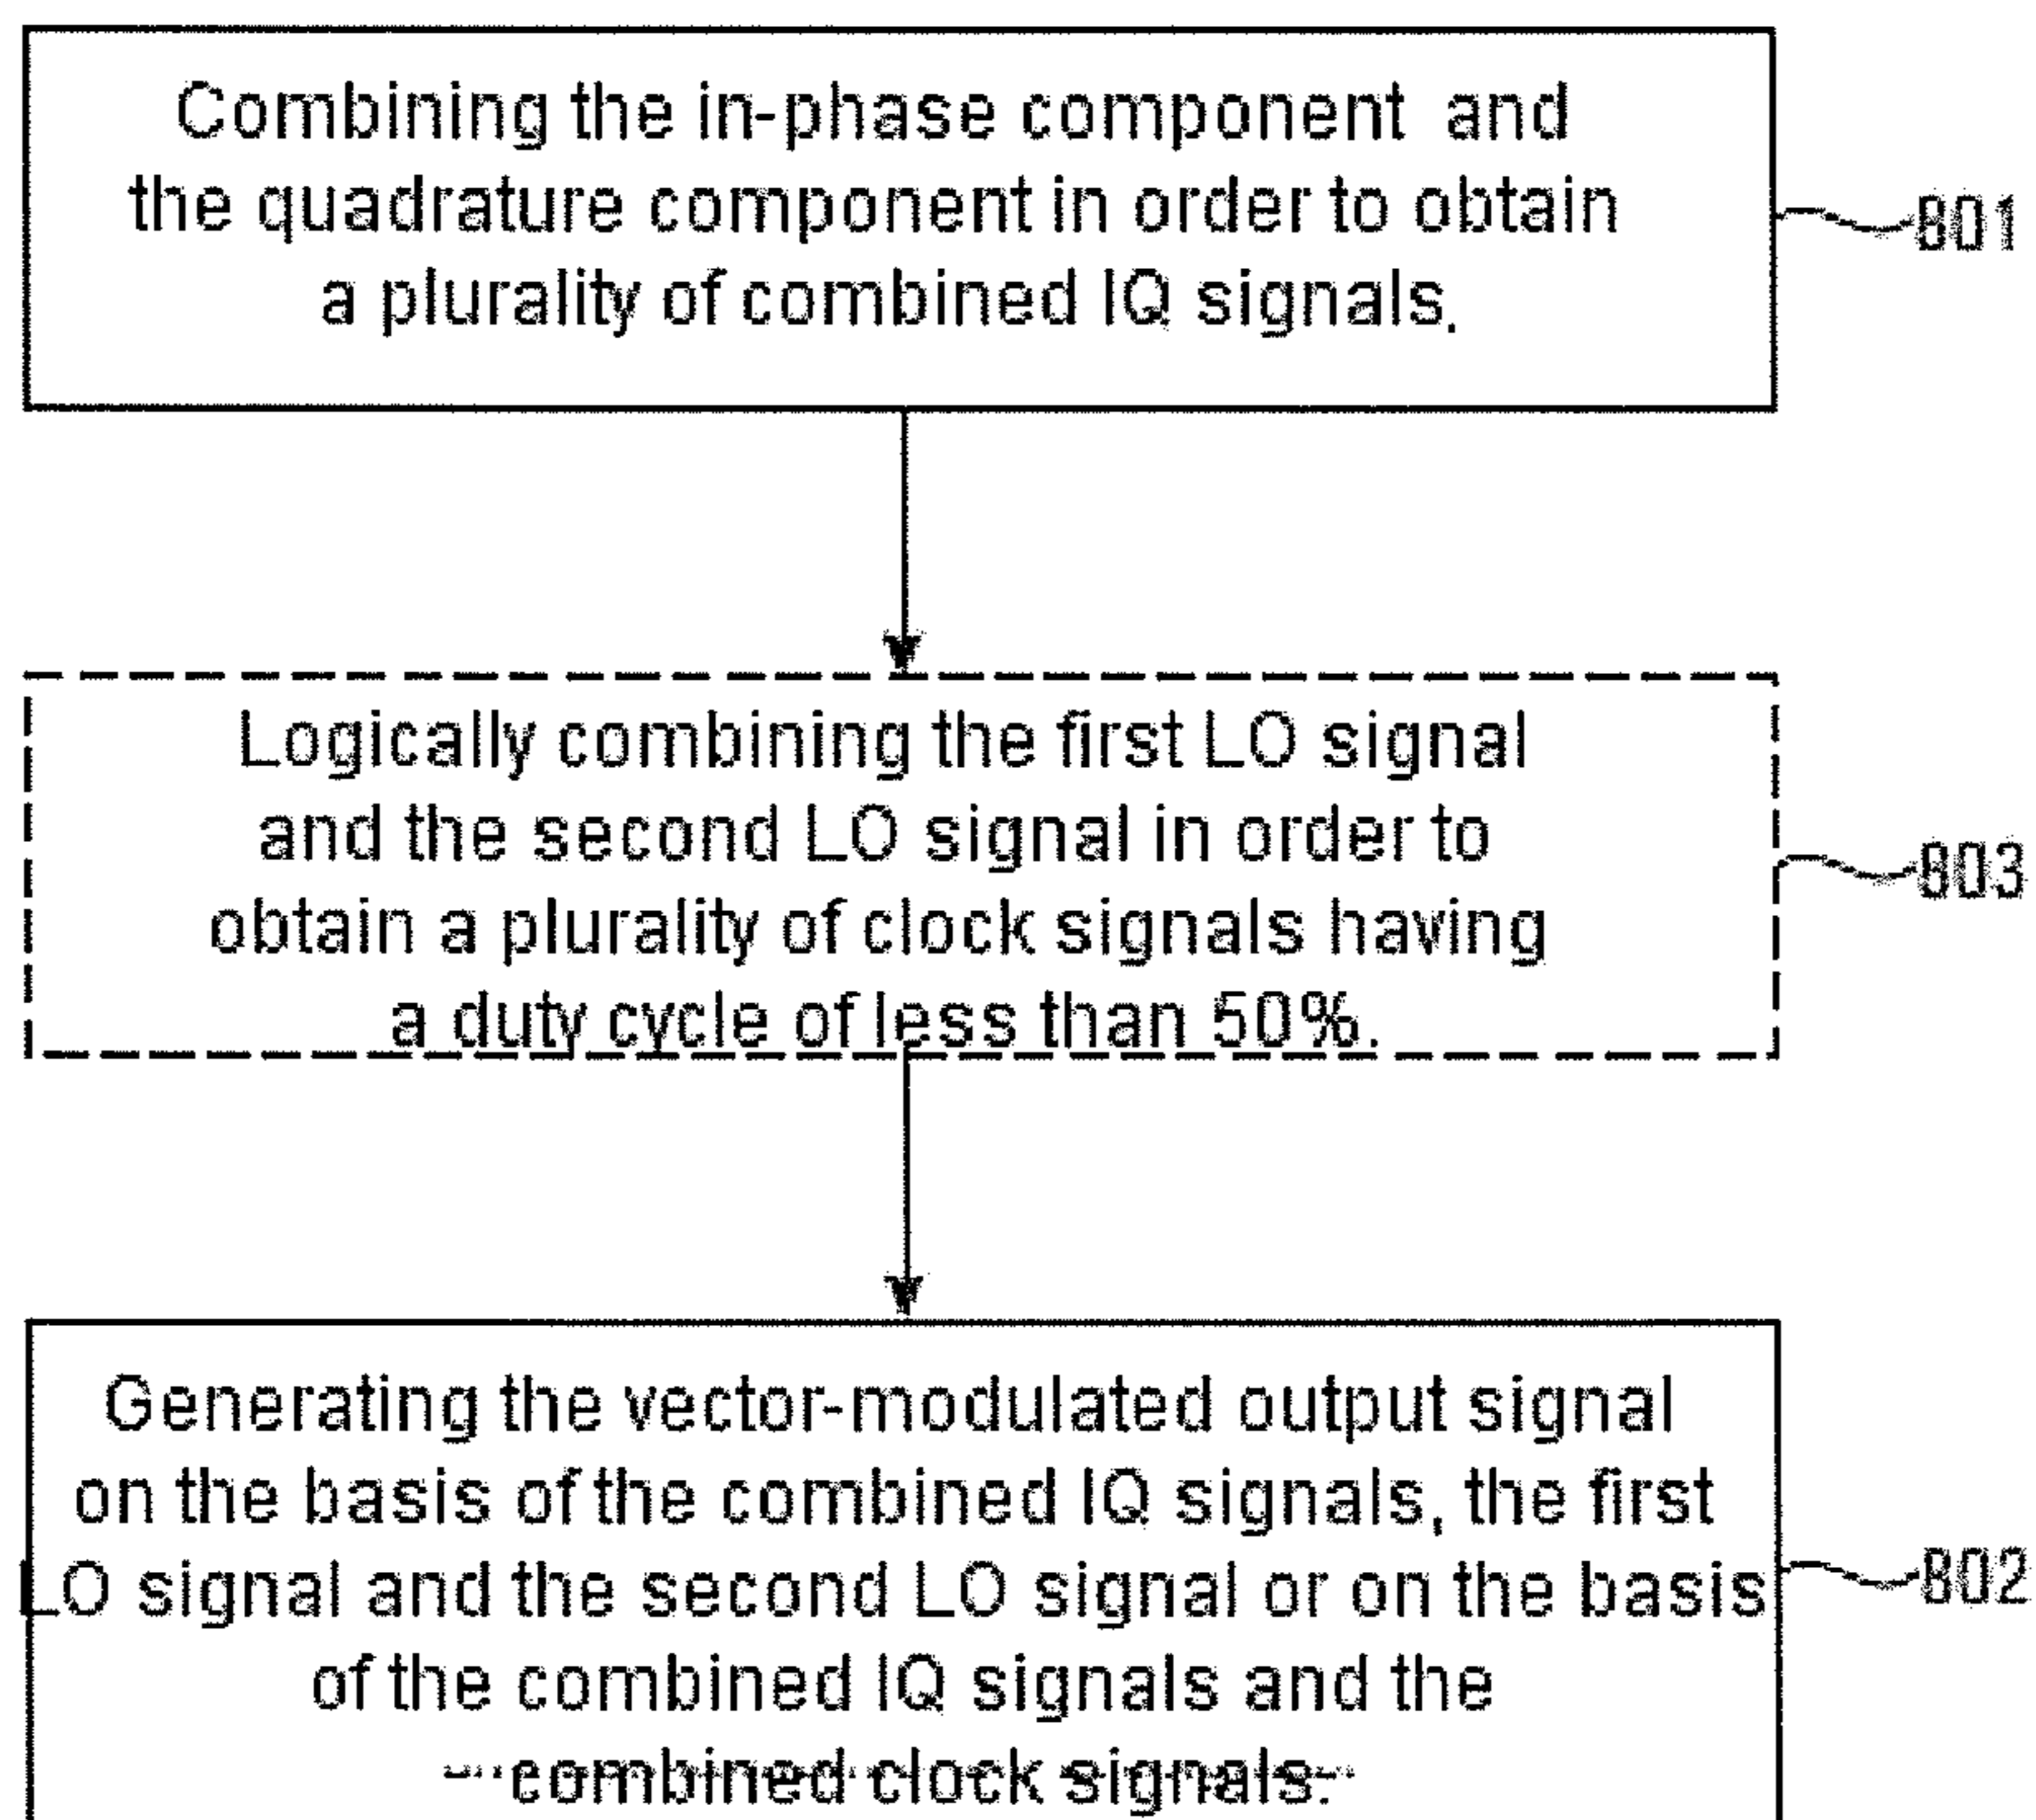 Combining the in-phase component and
the quadrature component in order to obtain
a plurality of combined IQ signals.
801
Logically combining the first LO signal
and the second LO signal in order to
obtain a plurality of clock signals having
a duty cycle of less than 50%.
803
Generating the vector-modulated output signal
on the basis of the combined IQ signals, the first
LO signal and the second LO signal or on the basis
of the combined IQ signals and the
combined clock signals.
802